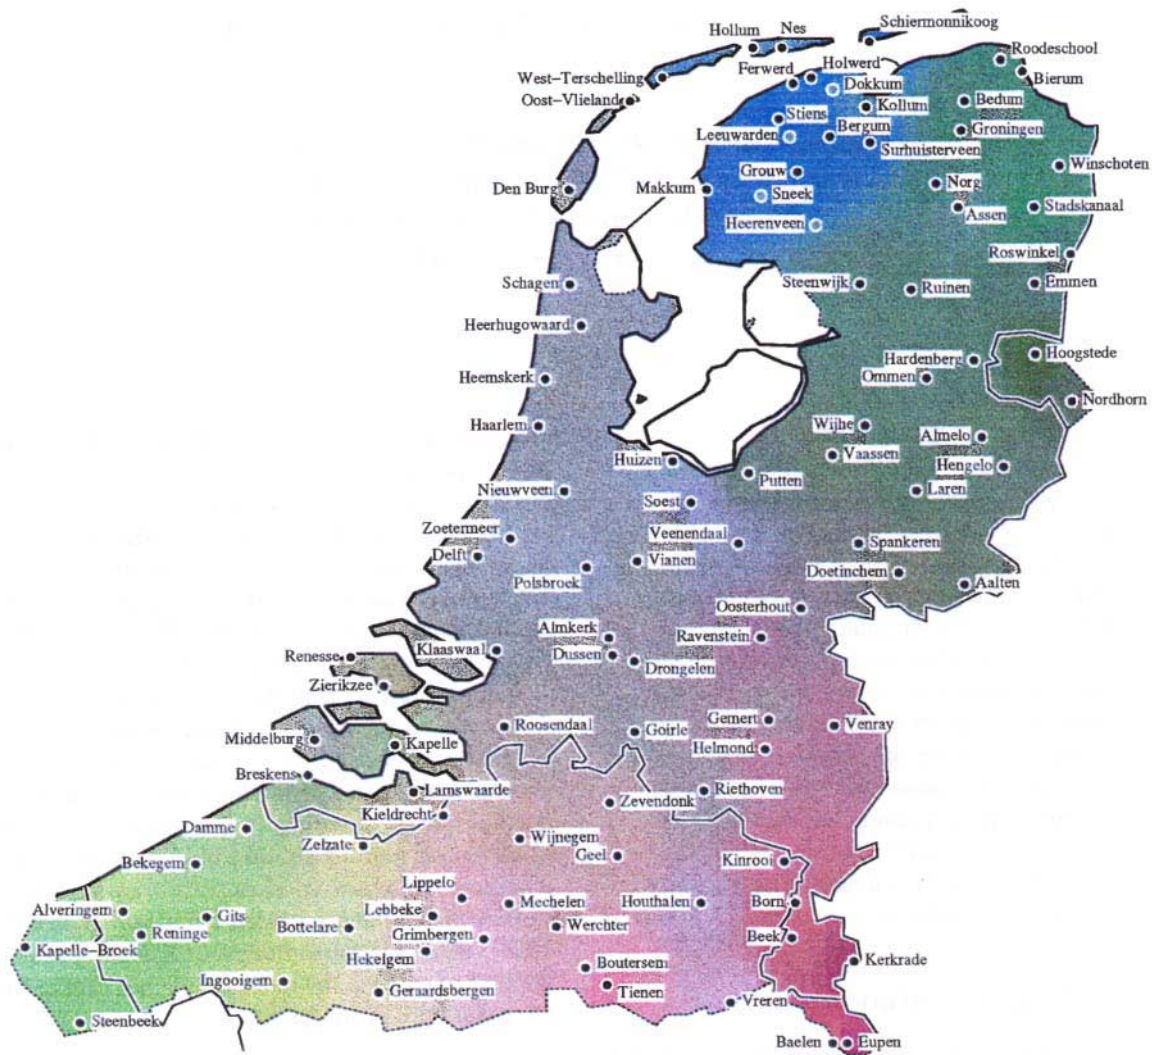 Schiermonnikoog
Hollum
Nes
Roodeschool
Holwerd
West–Terschelling
Ferwerd
Bierum
Dokkum
Oost–Vlieland
Kollum
Bedum
Stiens
Leeuwarden
Bergum
Groningen
Surhuisterveen
Winschoten
Grouw
Den Burg
Makkum
Norg
Sneek
Assen
Stadskanaal
Heerenveen
Roswinkel
Schagen
Steenwijk
Ruinen
Emmen
Heerhugowaard
Hoogstede
Hardenberg
Heemskerk
Ommen
Nordhorn
Haarlem
Wijhe
Almelo
Huizen
Vaassen
Hengelo
Putten
Nieuwveen
Soest
Laren
Zoetermeer
Veenendaal
Spankeren
Delft
Vianen
Polsbroek
Doetinchem
Aalten
Oosterhout
Almkerk
Ravenstein
Klaaswaal
Renesse
Dussen
Drongelen
Zierikzee
Roosendaal
Gemert
Venray
Goirle
Middelburg
Kapelle
Helmond
Breskens
Lamswaarde
Riethoven
Zevendonk
Kieldrecht
Damme
Zelzate
Wijnegem
Geel
Kinrooi
Bekegem
Lippelo
Mechelen
Houthalen
Born
Alveringem
Gits
Lebbeke
Bottelare
Werchter
Reninge
Grimbergen
Beek
Kapelle–Broek
Hekelgem
Kerkrade
Boutersem
Ingooigem
Geraardsbergen
Tienen
Vreren
Steenbeek
Baelen
Eupen